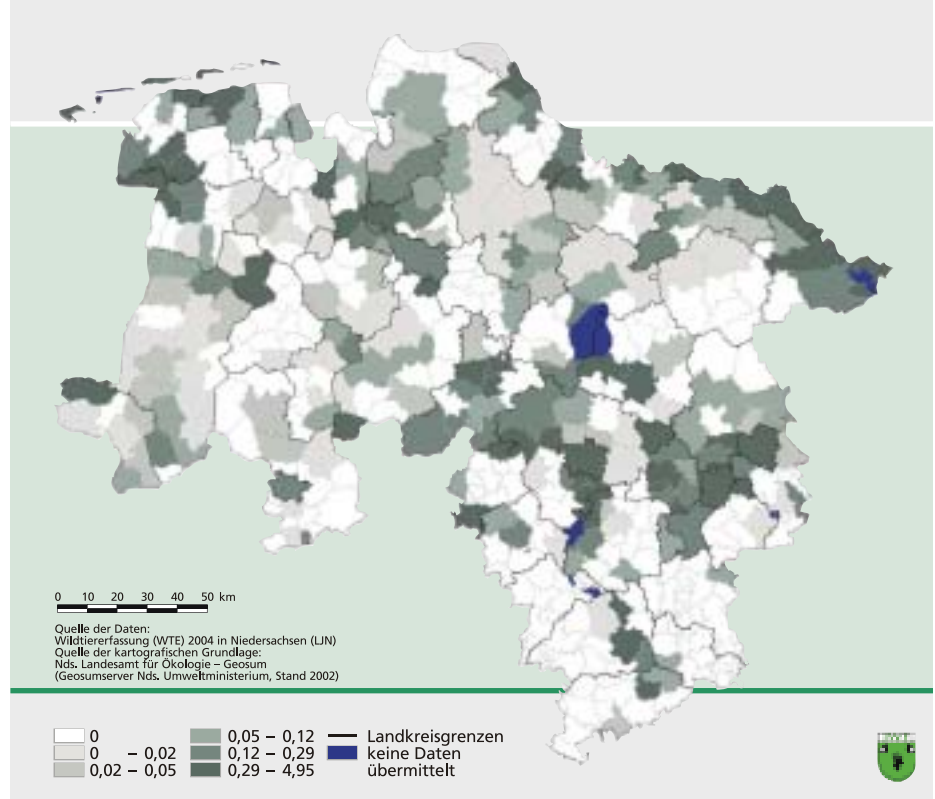 0 10 20 30 40 50 km
Quelle der Daten:
Wildtiererfassung (WTE) 2004 in Niedersachsen (LJN)
Quelle der kartografischen Grundlage:
Nds. Landesamt für Ökologie – Geosum
(Geosumserver Nds. Umweltministerium, Stand 2002)
0
0 – 0,02
0,02 – 0,05
0,05 – 0,12
0,12 – 0,29
0,29 – 4,95
Landkreisgrenzen
keine Daten
übermittelt